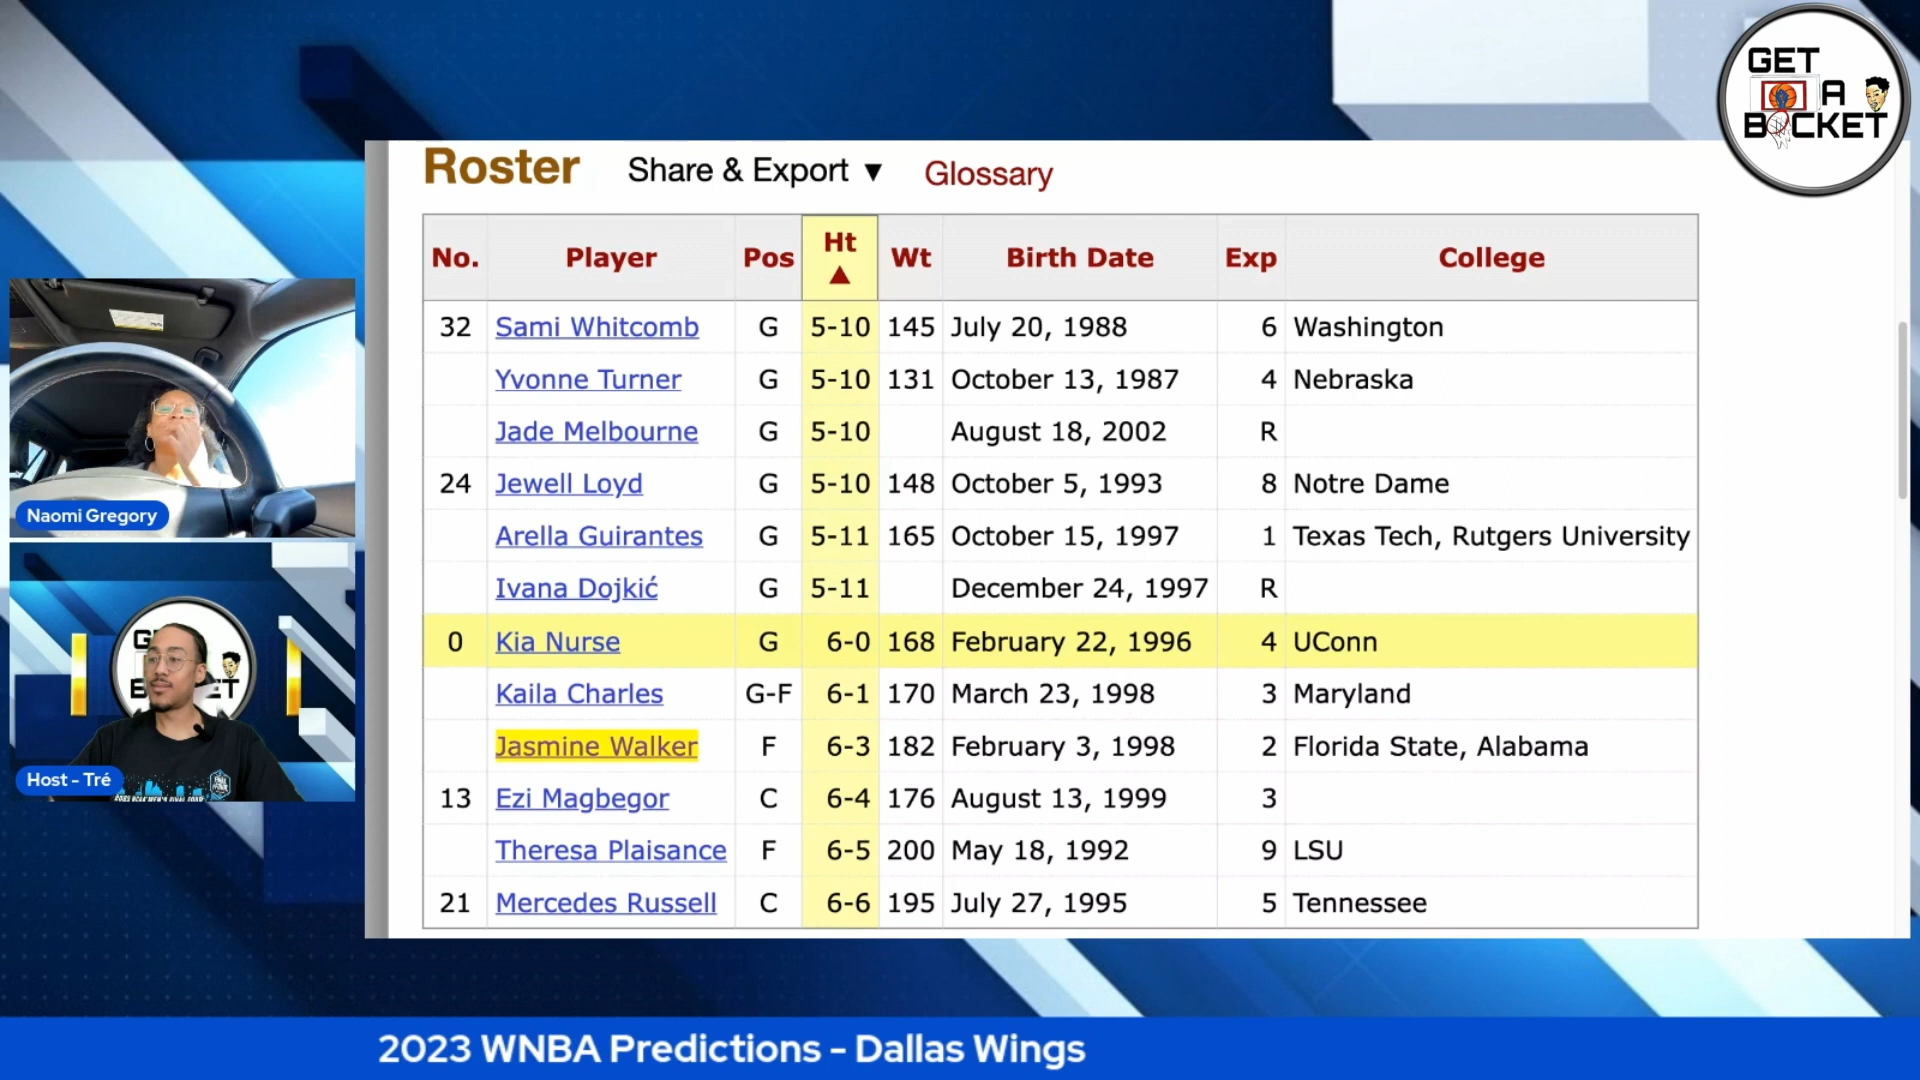 GET
A
BUCKET
Roster Share & Export ▼ Glossary
No. Player Pos Ht ▲ Wt Birth Date Exp College
32 Sami Whitcomb G 5-10 145 July 20, 1988 6 Washington
Yvonne Turner G 5-10 131 October 13, 1987 4 Nebraska
Jade Melbourne G 5-10 August 18, 2002 R
24 Jewell Loyd G 5-10 148 October 5, 1993 8 Notre Dame
Arella Guirantes G 5-11 165 October 15, 1997 1 Texas Tech, Rutgers University
Ivana Dojkić G 5-11 December 24, 1997 R
0 Kia Nurse G 6-0 168 February 22, 1996 4 UConn
Kaila Charles G-F 6-1 170 March 23, 1998 3 Maryland
Jasmine Walker F 6-3 182 February 3, 1998 2 Florida State, Alabama
13 Ezi Magbegor C 6-4 176 August 13, 1999 3
Theresa Plaisance F 6-5 200 May 18, 1992 9 LSU
21 Mercedes Russell C 6-6 195 July 27, 1995 5 Tennessee
Naomi Gregory
Host - Tré
2023 WNBA Predictions - Dallas Wings